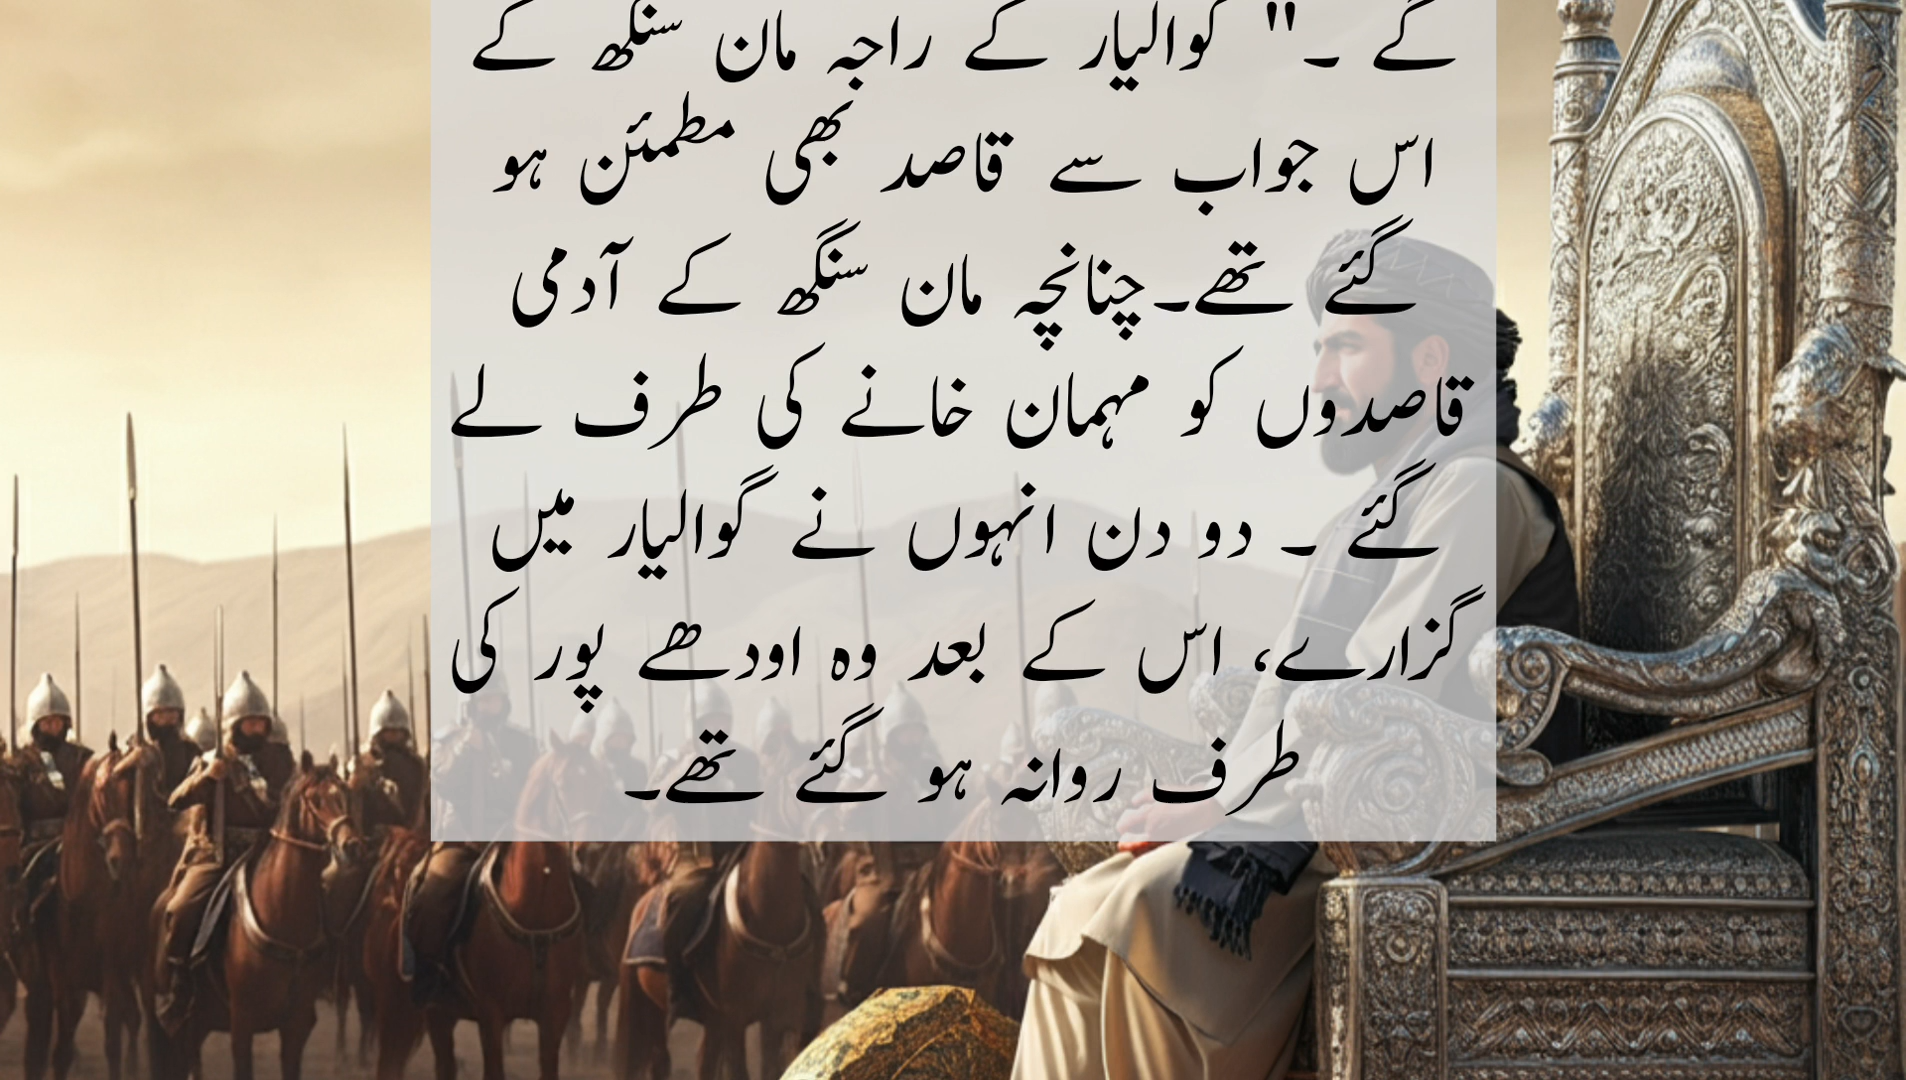 گے ۔" گوالیار کے راجہ مان سنگھ کے
اس جواب سے قاصد بھی مطمئن ہو
گئے تھے۔چنانچہ مان سنگھ کے آدمی
قاصدوں کو مہمان خانے کی طرف لے
گئے ۔ دو دن انہوں نے گوالیار میں
گزارے، اس کے بعد وہ اودھے پور کی
طرف روانہ ہو گئے تھے۔